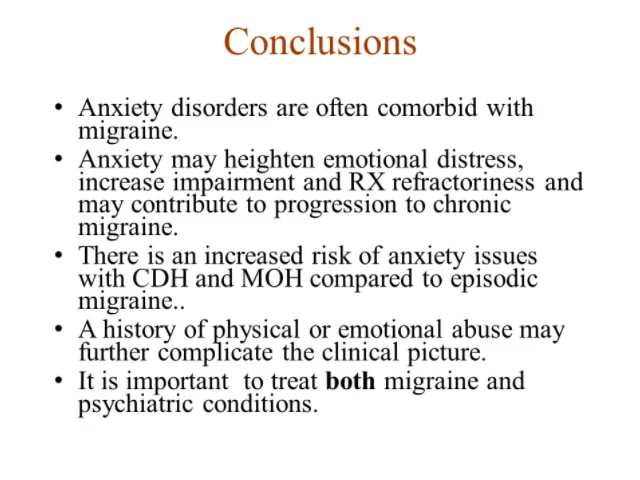 Conclusions
• Anxiety disorders are often comorbid with
migraine.
• Anxiety may heighten emotional distress,
increase impairment and RX refractoriness and
may contribute to progression to chronic
migraine.
• There is an increased risk of anxiety issues
with CDH and MOH compared to episodic
migraine..
• A history of physical or emotional abuse may
further complicate the clinical picture.
• It is important  to treat both migraine and
psychiatric conditions.